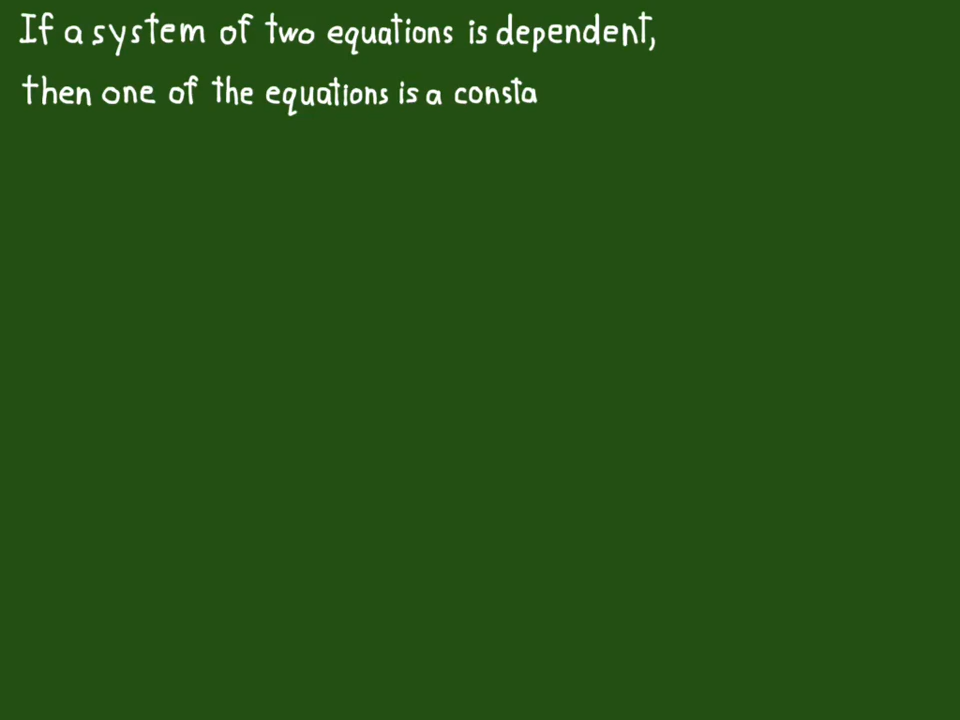 If a system of two equations is dependent,
then one of the equations is a consta